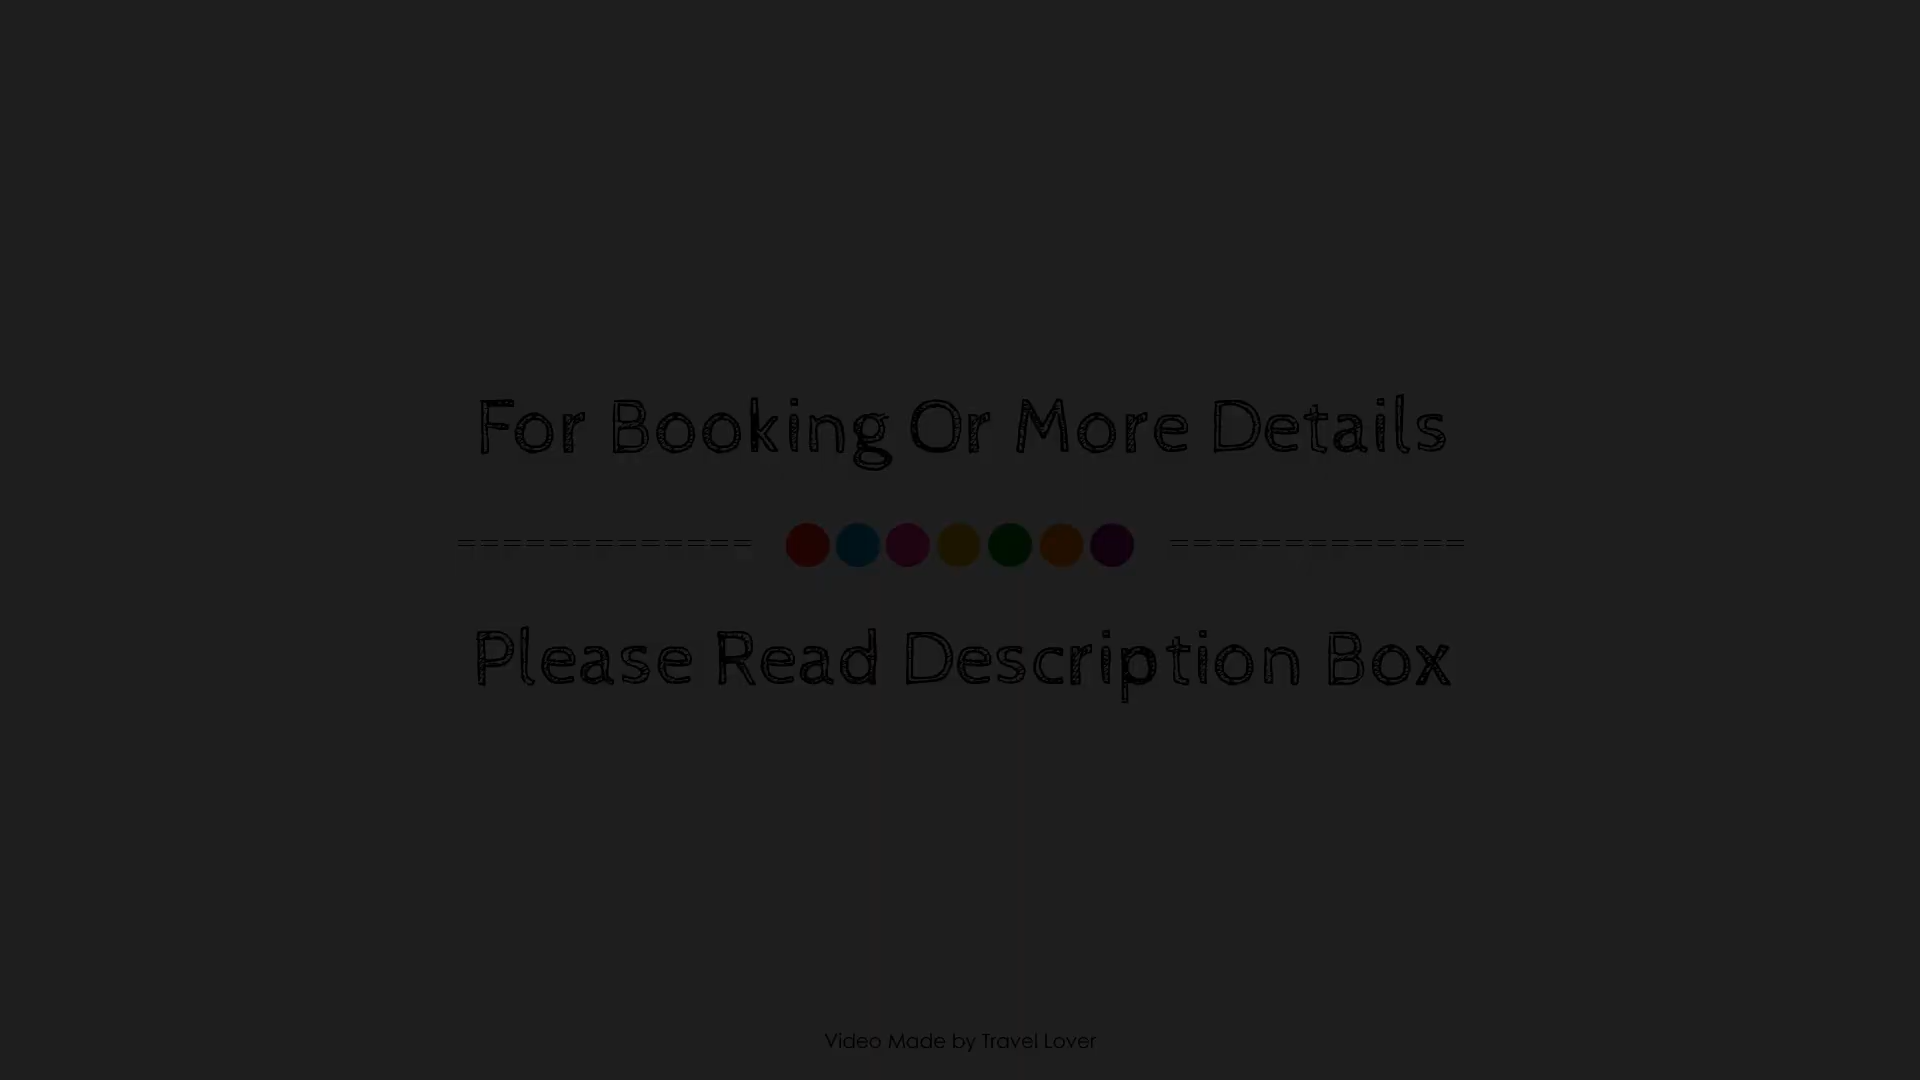 For Booking Or More Details
============= =============
Please Read Description Box
Video Made by Travel Lover